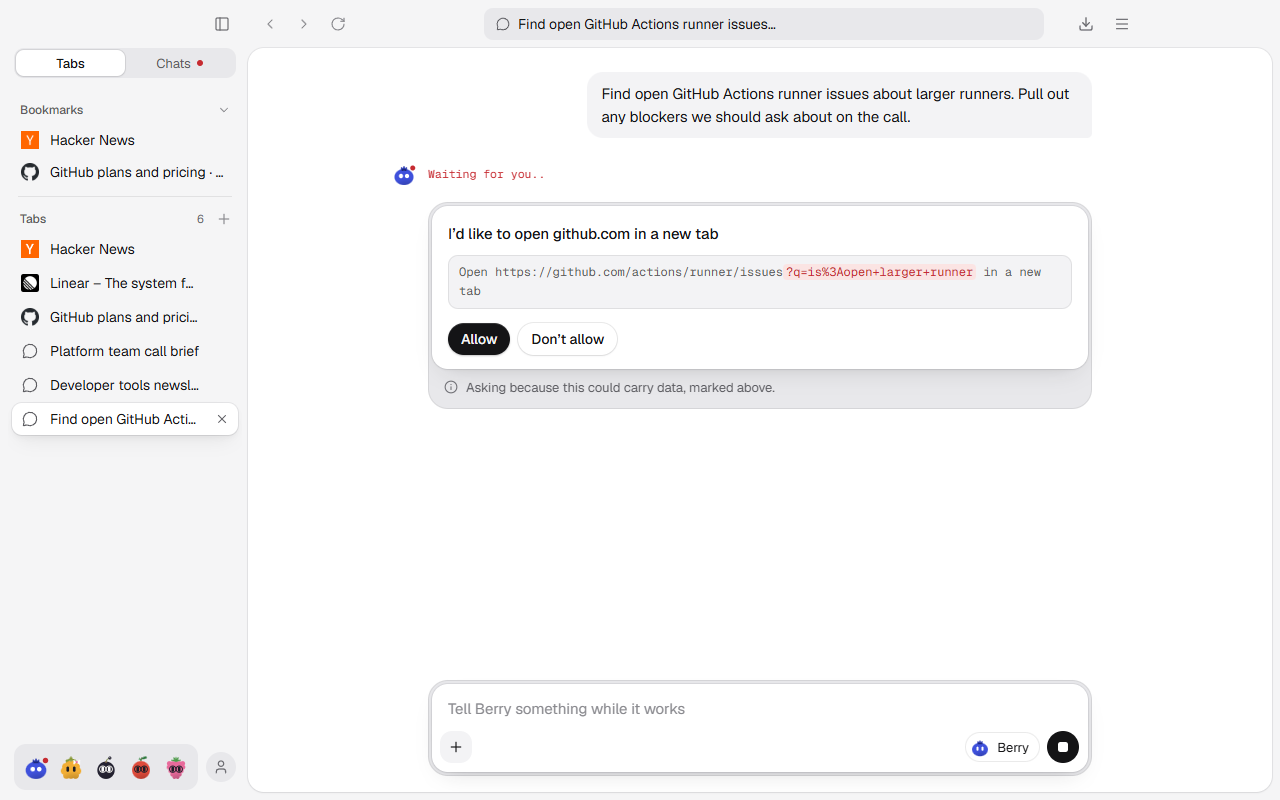 Find open GitHub Actions runner issues…
Tabs
Chats
Bookmarks
Hacker News
GitHub plans and pricing · …
Tabs
6
Hacker News
Linear – The system f…
GitHub plans and prici…
Platform team call brief
Developer tools newsl…
Find open GitHub Acti…
Find open GitHub Actions runner issues about larger runners. Pull out
any blockers we should ask about on the call.
Waiting for you..
I’d like to open github.com in a new tab
Open https://github.com/actions/runner/issues?q=is%3Aopen+larger+runner in a new
tab
Allow
Don’t allow
Asking because this could carry data, marked above.
Tell Berry something while it works
Berry